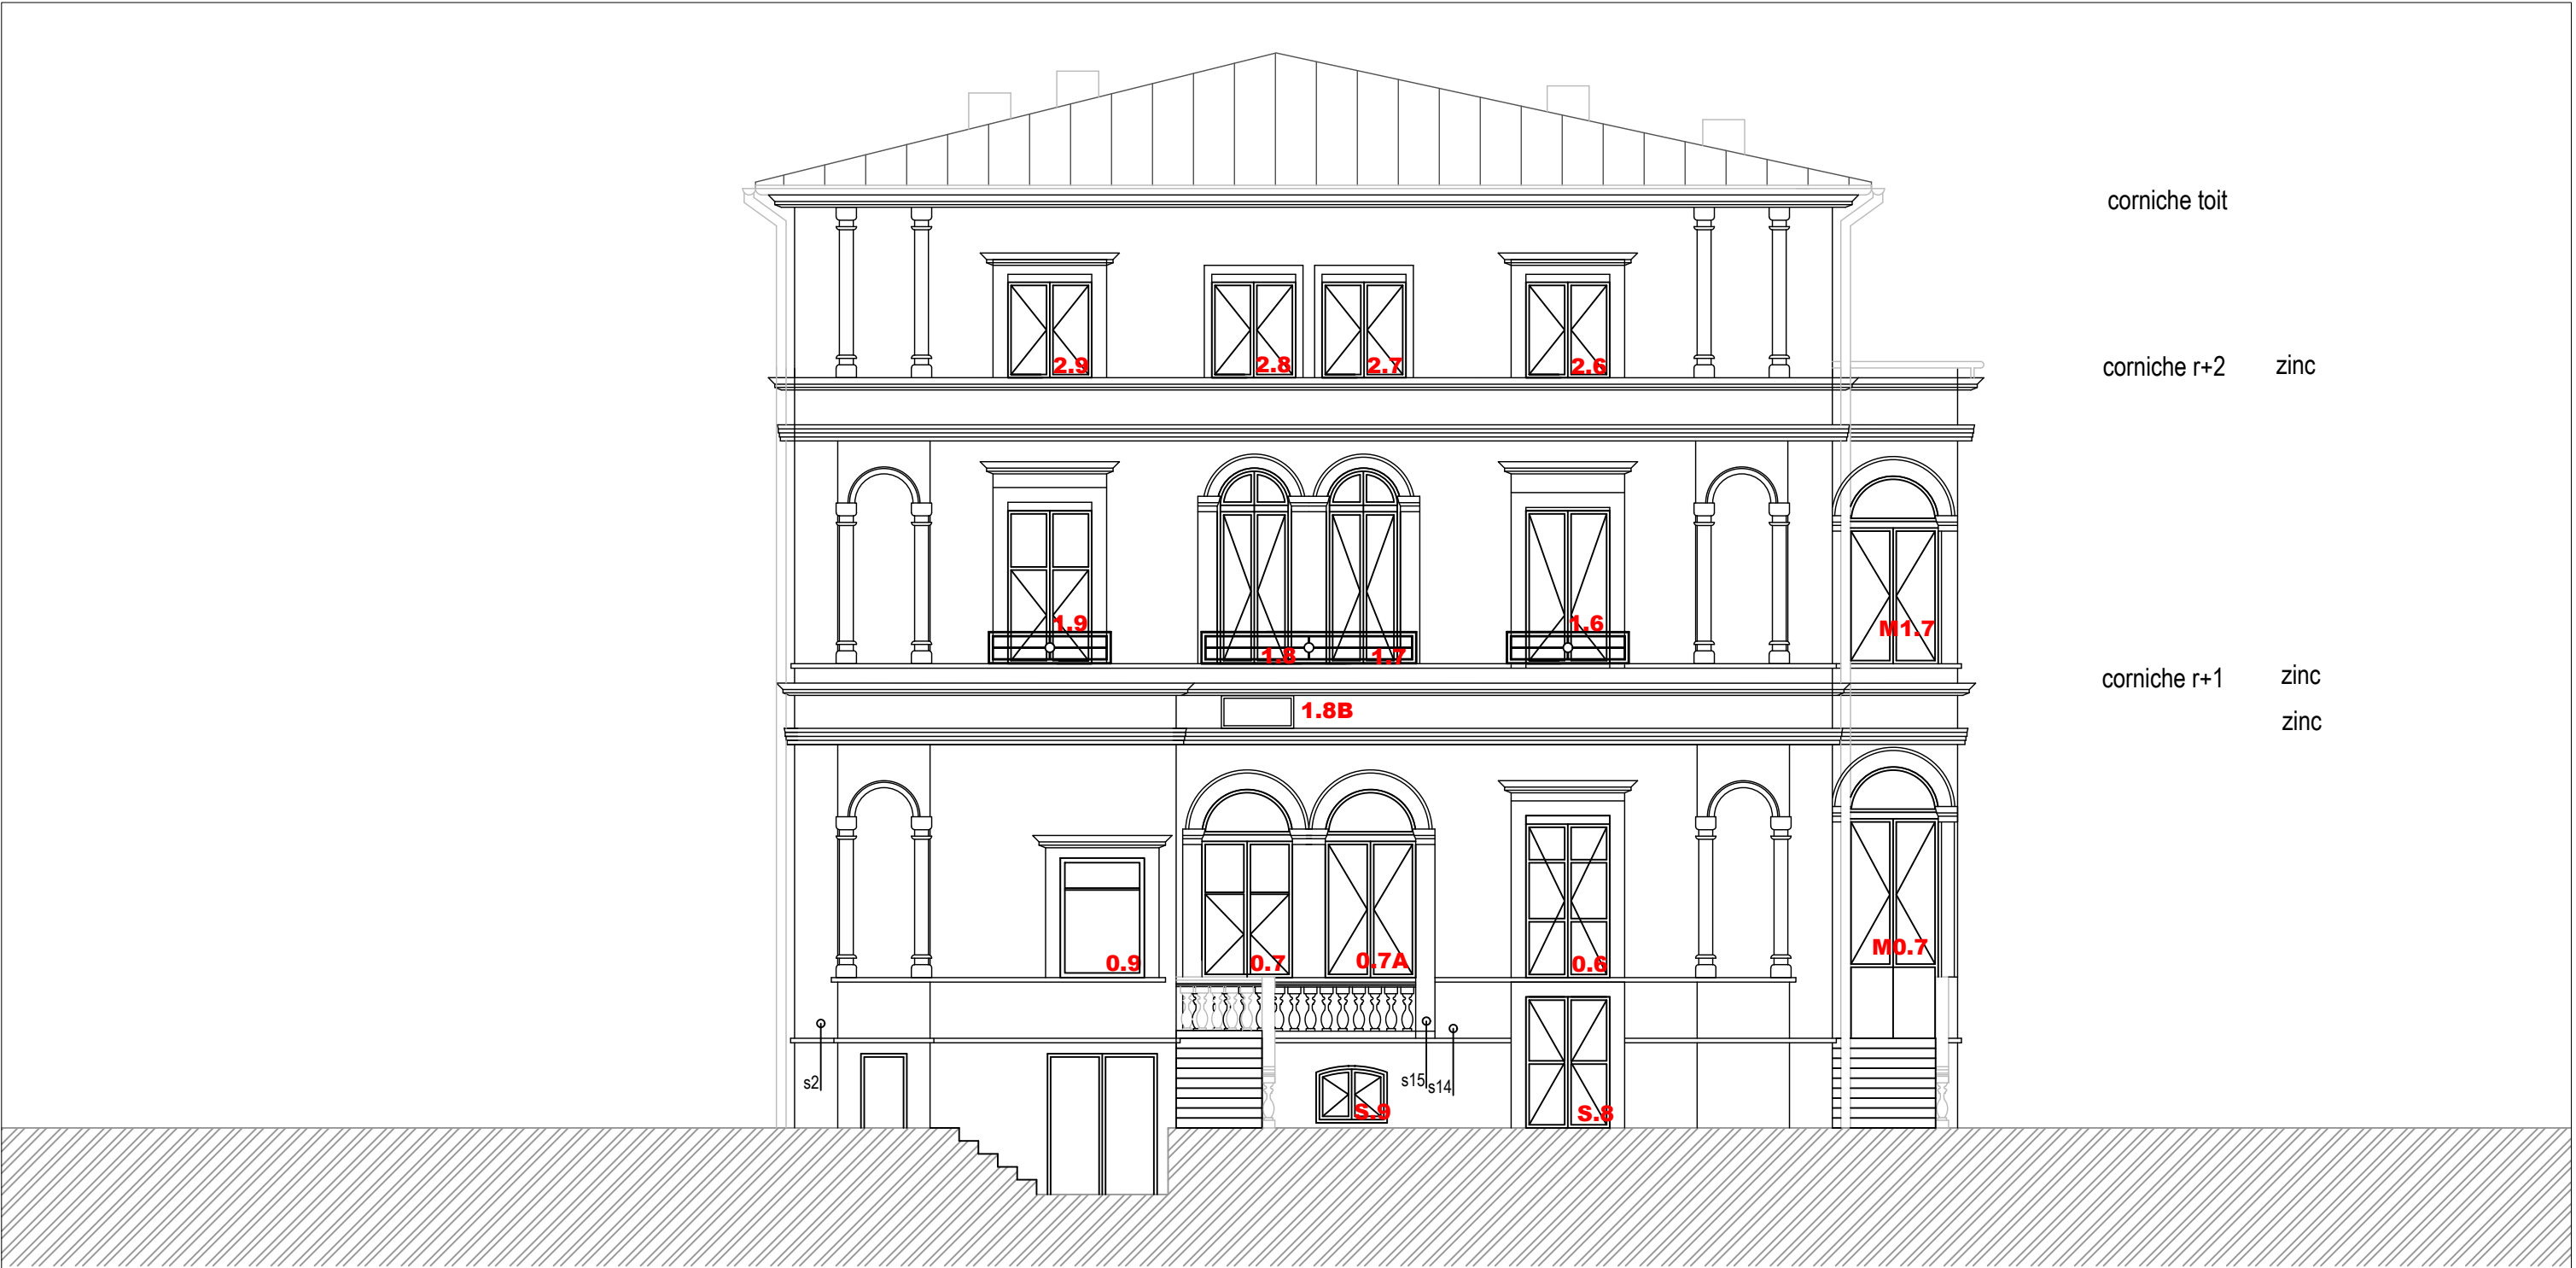 corniche toit
2.9 2.8 2.7 2.6
corniche r+2 zinc
1.9 1.6 M1.7
1.8 1.7
corniche r+1 zinc
1.8B zinc
0.9 0.7 0.7A 0.6 M0.7
s2 s15 s14
S.9 S.8